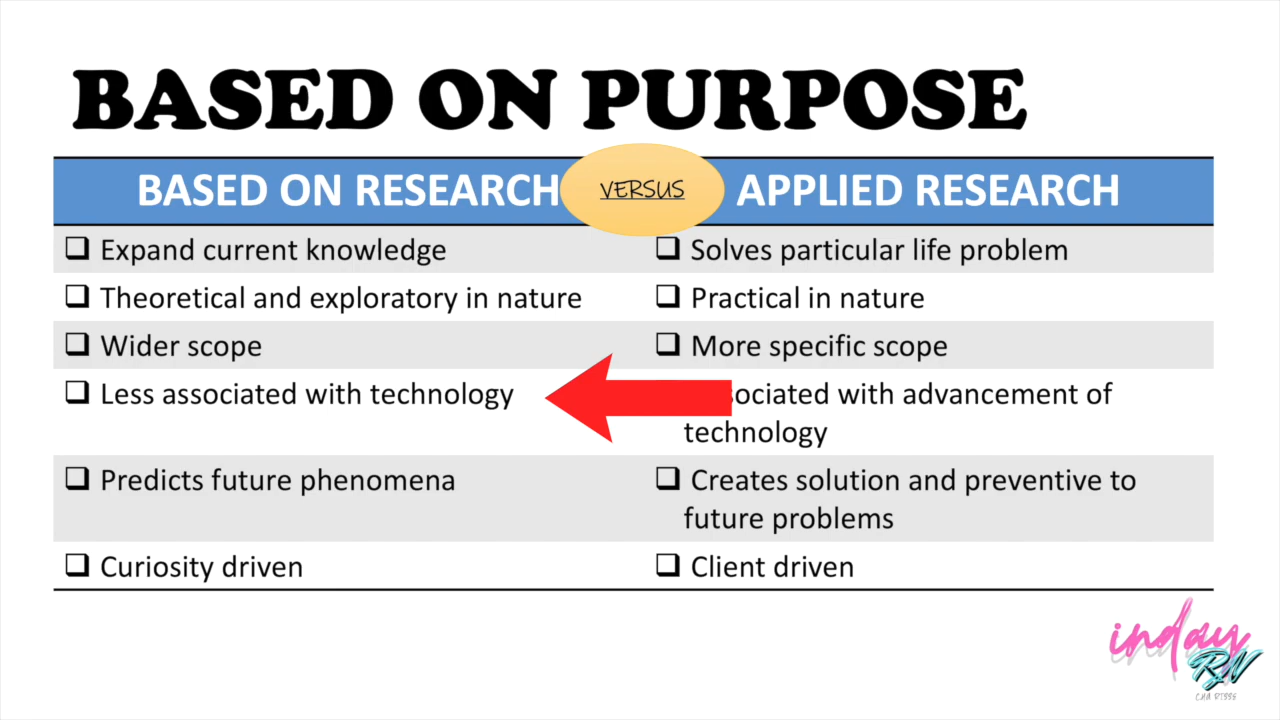 BASED ON PURPOSE
BASED ON RESEARCH VERSUS APPLIED RESEARCH
Expand current knowledge Solves particular life problem
Theoretical and exploratory in nature Practical in nature
Wider scope More specific scope
Less associated with technology with advancement of
technology
Predicts future phenomena Creates solution and preventive to
future problems
Curiosity driven Client driven
inday
RN